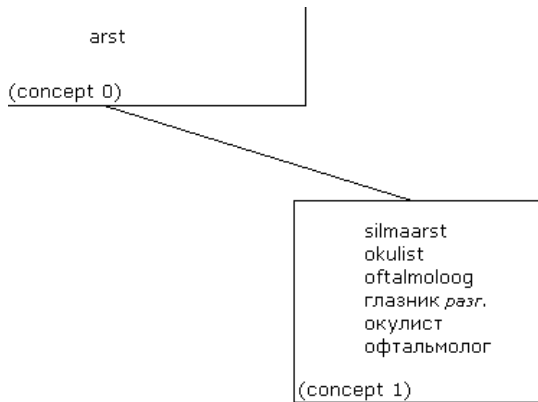 arst
(concept 0)
silmaarst
okulist
oftalmoloog
глазник разг.
окулист
офтальмолог
(concept 1)